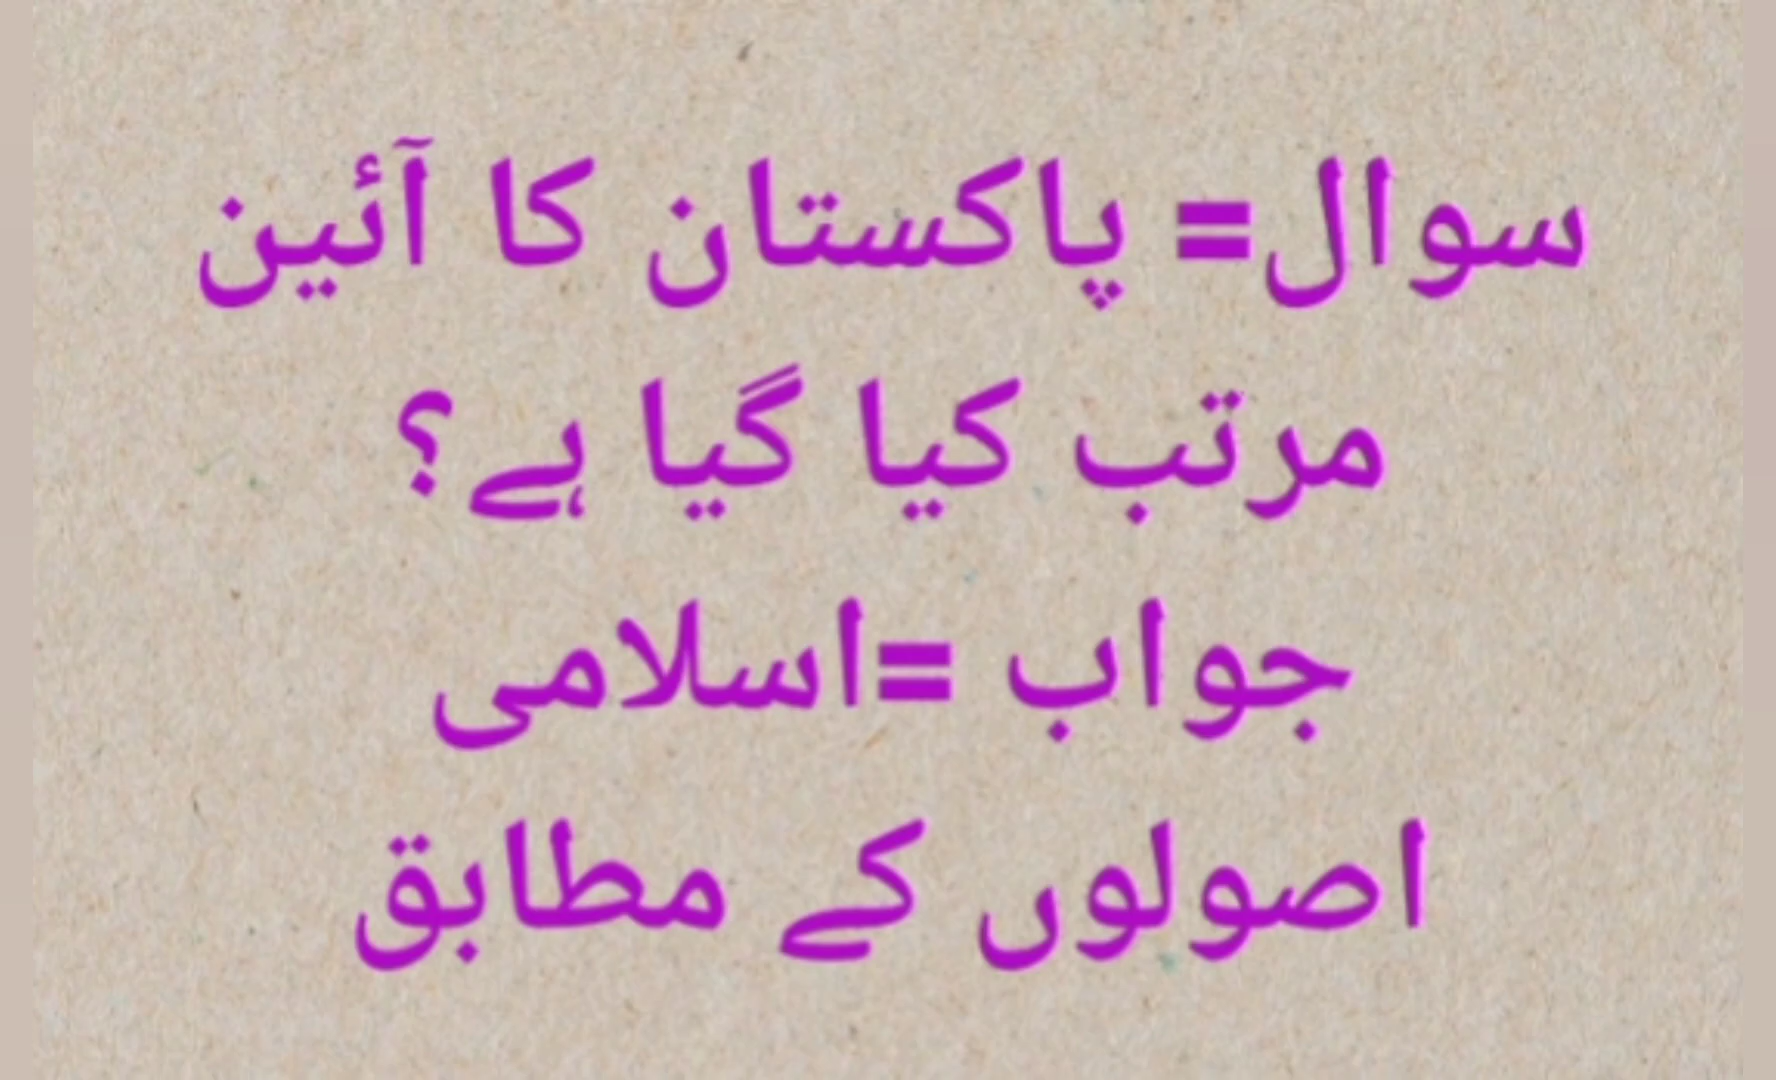 سوال= پاکستان کا آئین
مرتب کیا گیا ہے؟
جواب =اسلامی
اصولوں کے مطابق